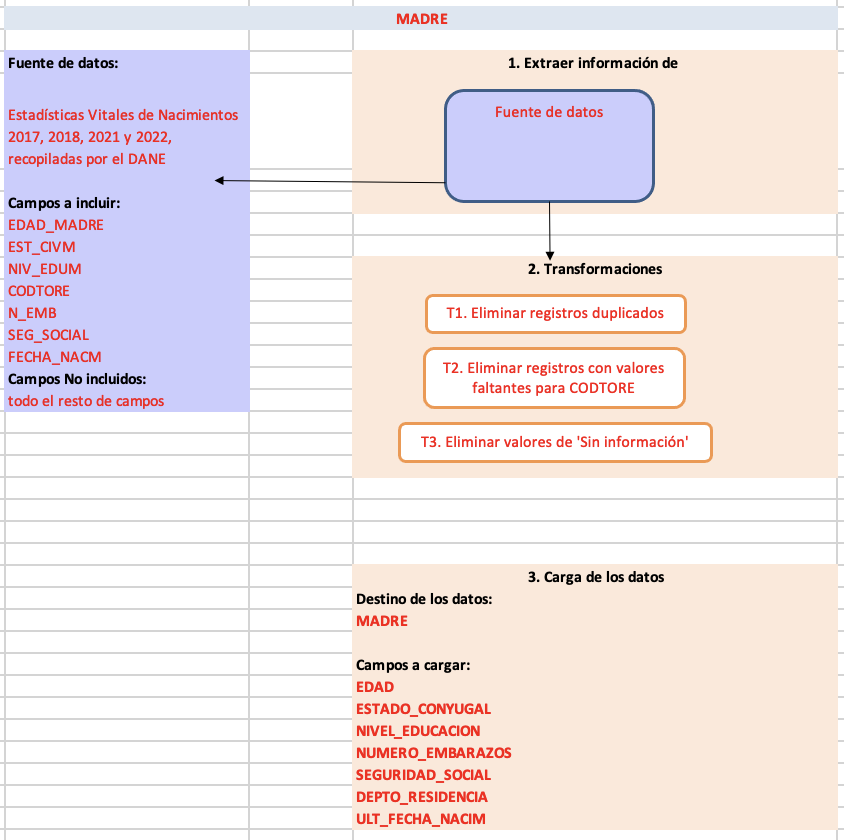 MADRE
Fuente de datos:
Estadísticas Vitales de Nacimientos
2017, 2018, 2021 y 2022,
recopiladas por el DANE
Campos a incluir:
EDAD_MADRE
EST_CIVM
NIV_EDUM
CODTORE
N_EMB
SEG_SOCIAL
FECHA_NACM
Campos No incluidos:
todo el resto de campos
1. Extraer información de
Fuente de datos
2. Transformaciones
T1. Eliminar registros duplicados
T2. Eliminar registros con valores
faltantes para CODTORE
T3. Eliminar valores de 'Sin información'
3. Carga de los datos
Destino de los datos:
MADRE
Campos a cargar:
EDAD
ESTADO_CONYUGAL
NIVEL_EDUCACION
NUMERO_EMBARAZOS
SEGURIDAD_SOCIAL
DEPTO_RESIDENCIA
ULT_FECHA_NACIM